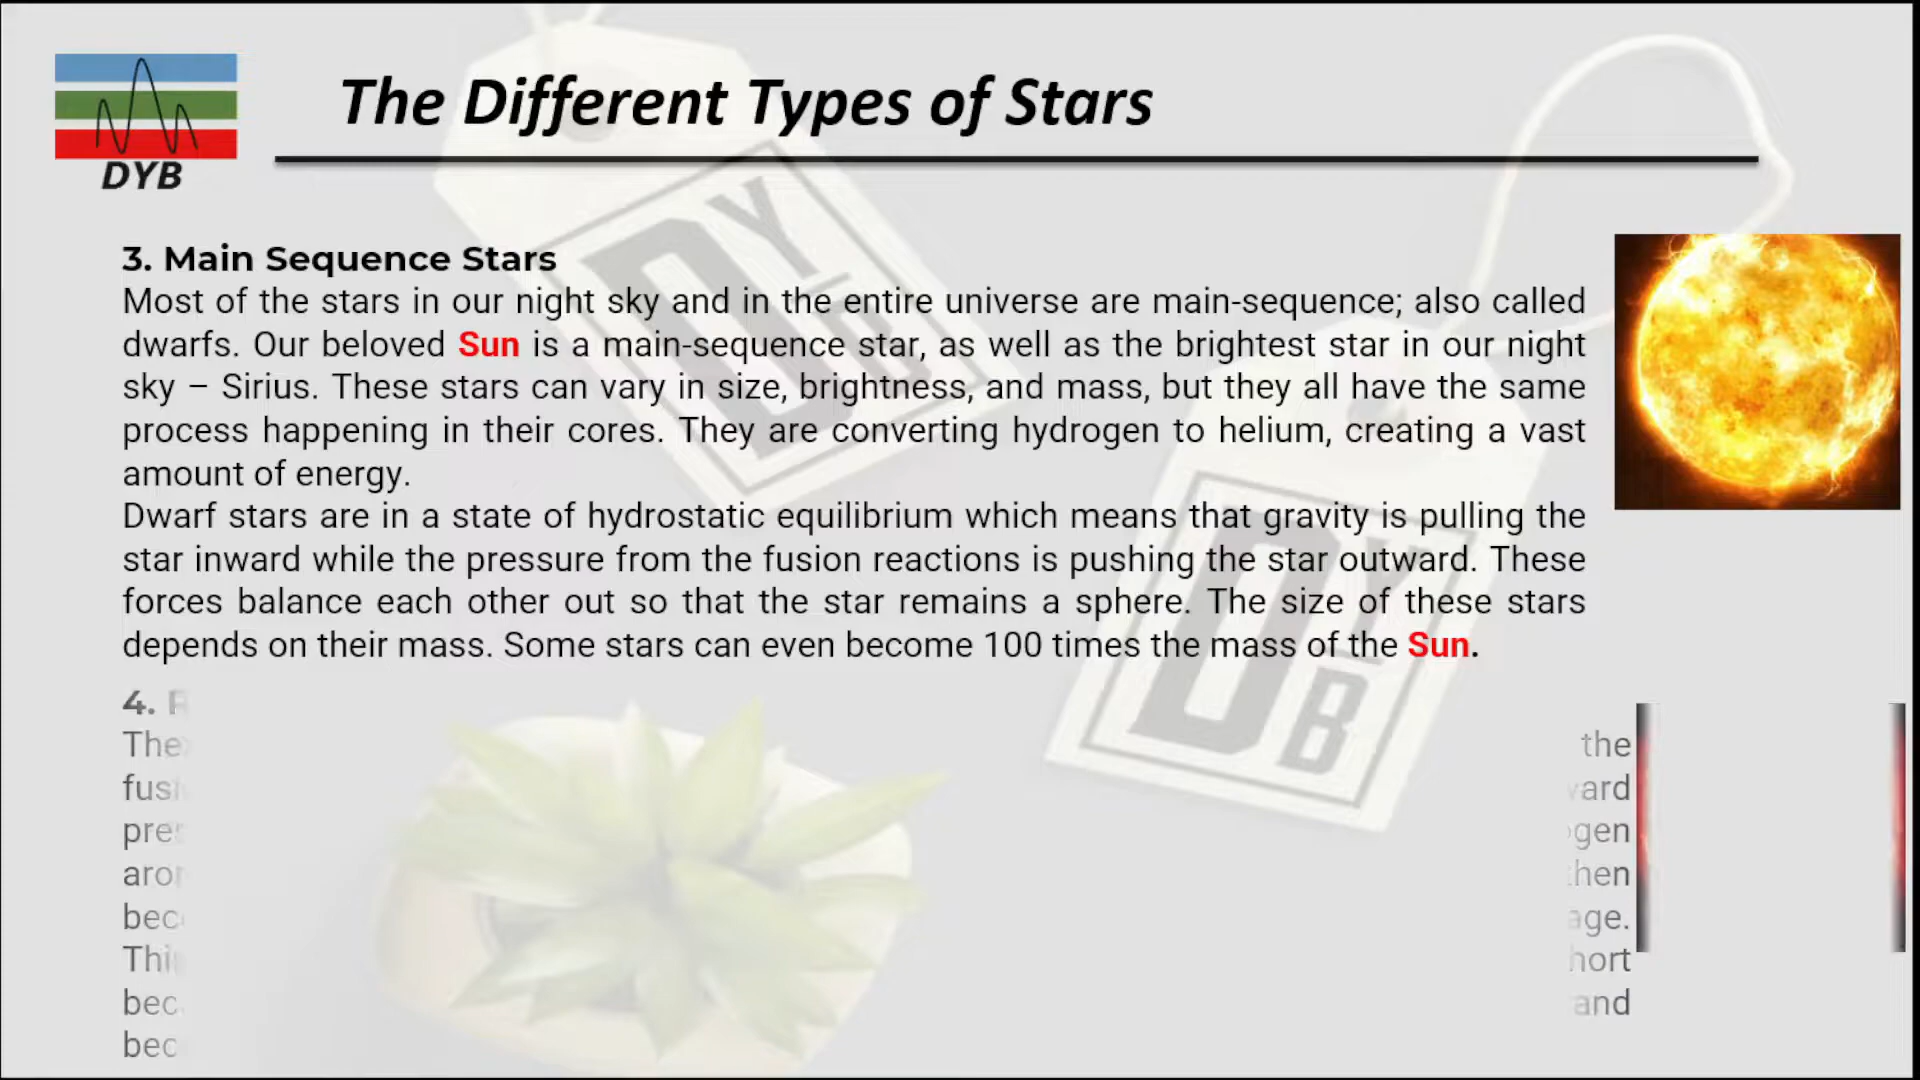 The Different Types of Stars
DYB
3. Main Sequence Stars
Most of the stars in our night sky and in the entire universe are main-sequence; also called
dwarfs. Our beloved Sun is a main-sequence star, as well as the brightest star in our night
sky – Sirius. These stars can vary in size, brightness, and mass, but they all have the same
process happening in their cores. They are converting hydrogen to helium, creating a vast
amount of energy.
Dwarf stars are in a state of hydrostatic equilibrium which means that gravity is pulling the
star inward while the pressure from the fusion reactions is pushing the star outward. These
forces balance each other out so that the star remains a sphere. The size of these stars
depends on their mass. Some stars can even become 100 times the mass of the Sun.
4.
the
and
DYB
DYB